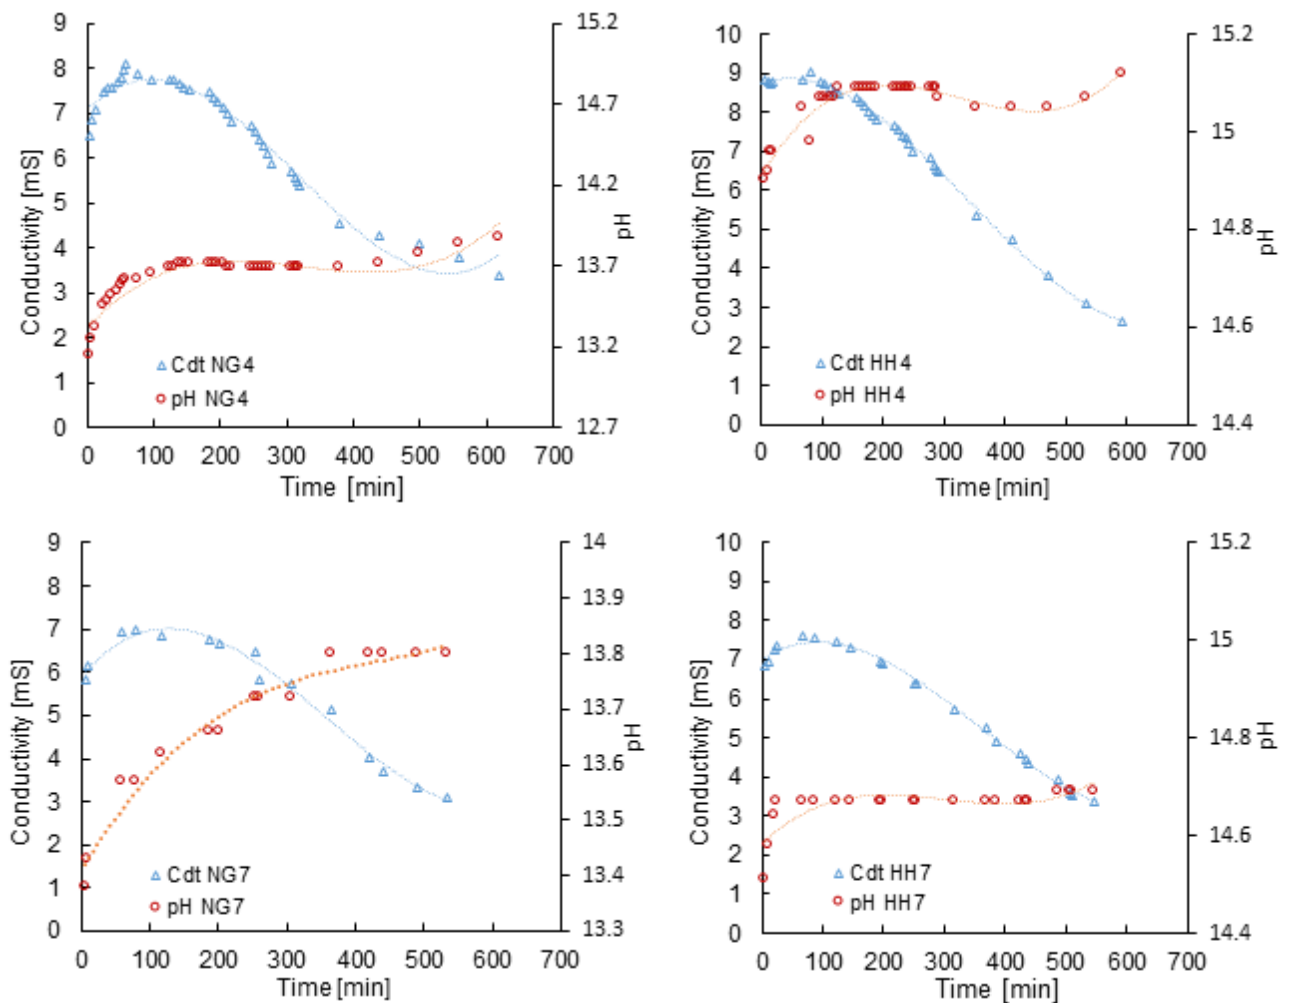 9
8
7
6
5
4
3
2
1
0
Conductivity [mS]
15.2
14.7
14.2
13.7
13.2
12.7
pH
Cdt NG4
pH NG4
0 100 200 300 400 500 600 700
Time [min]
10
9
8
7
6
5
4
3
2
1
0
Conductivity [mS]
15.2
15
14.8
14.6
14.4
pH
Cdt HH4
pH HH4
0 100 200 300 400 500 600 700
Time [min]
9
8
7
6
5
4
3
2
1
0
Conductivity [mS]
14
13.9
13.8
13.7
13.6
13.5
13.4
13.3
pH
Cdt NG7
pH NG7
0 100 200 300 400 500 600 700
Time [min]
10
9
8
7
6
5
4
3
2
1
0
Conductivity [mS]
15.2
15
14.8
14.6
14.4
pH
Cdt HH7
pH HH7
0 100 200 300 400 500 600 700
Time [min]